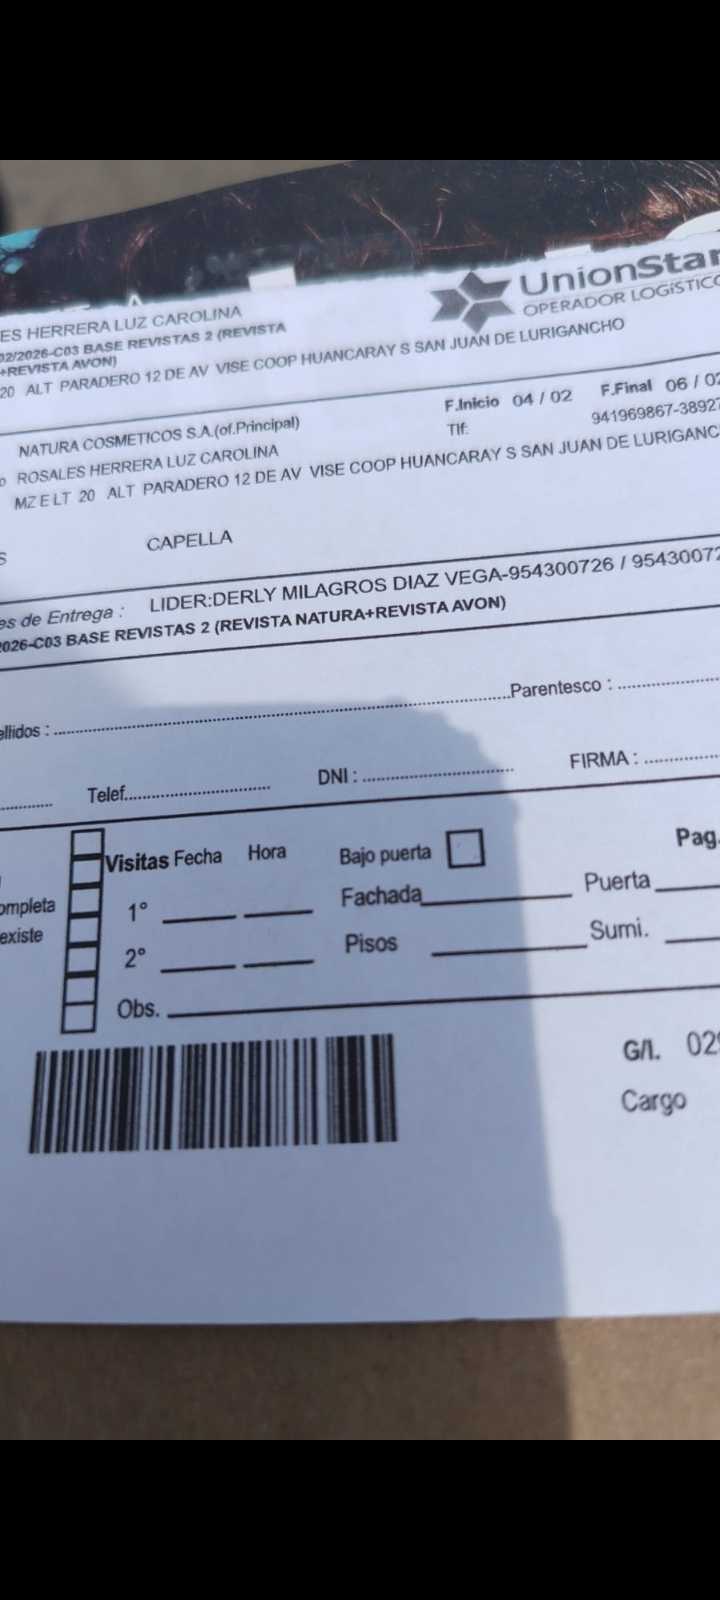 UnionStar
OPERADOR LOGÍSTICO
ES HERRERA LUZ CAROLINA
02/2026-C03 BASE REVISTAS 2 (REVISTA
+REVISTA AVON)
20 ALT PARADERO 12 DE AV VISE COOP HUANCARAY S SAN JUAN DE LURIGANCHO
F.Inicio 04 / 02 F.Final 06 / 02
NATURA COSMETICOS S.A.(of.Principal)
Tlf: 941969867-38927
ROSALES HERRERA LUZ CAROLINA
MZ E LT 20 ALT PARADERO 12 DE AV VISE COOP HUANCARAY S SAN JUAN DE LURIGANC
S CAPELLA
es de Entrega : LIDER:DERLY MILAGROS DIAZ VEGA-954300726 / 95430072
2026-C03 BASE REVISTAS 2 (REVISTA NATURA+REVISTA AVON)
ellidos : Parentesco :
Telef. DNI : FIRMA :
Visitas Fecha Hora Bajo puerta Pag.
ompleta 1° Fachada Puerta
existe 2° Pisos Sumi.
Obs.
G/I. 029
Cargo